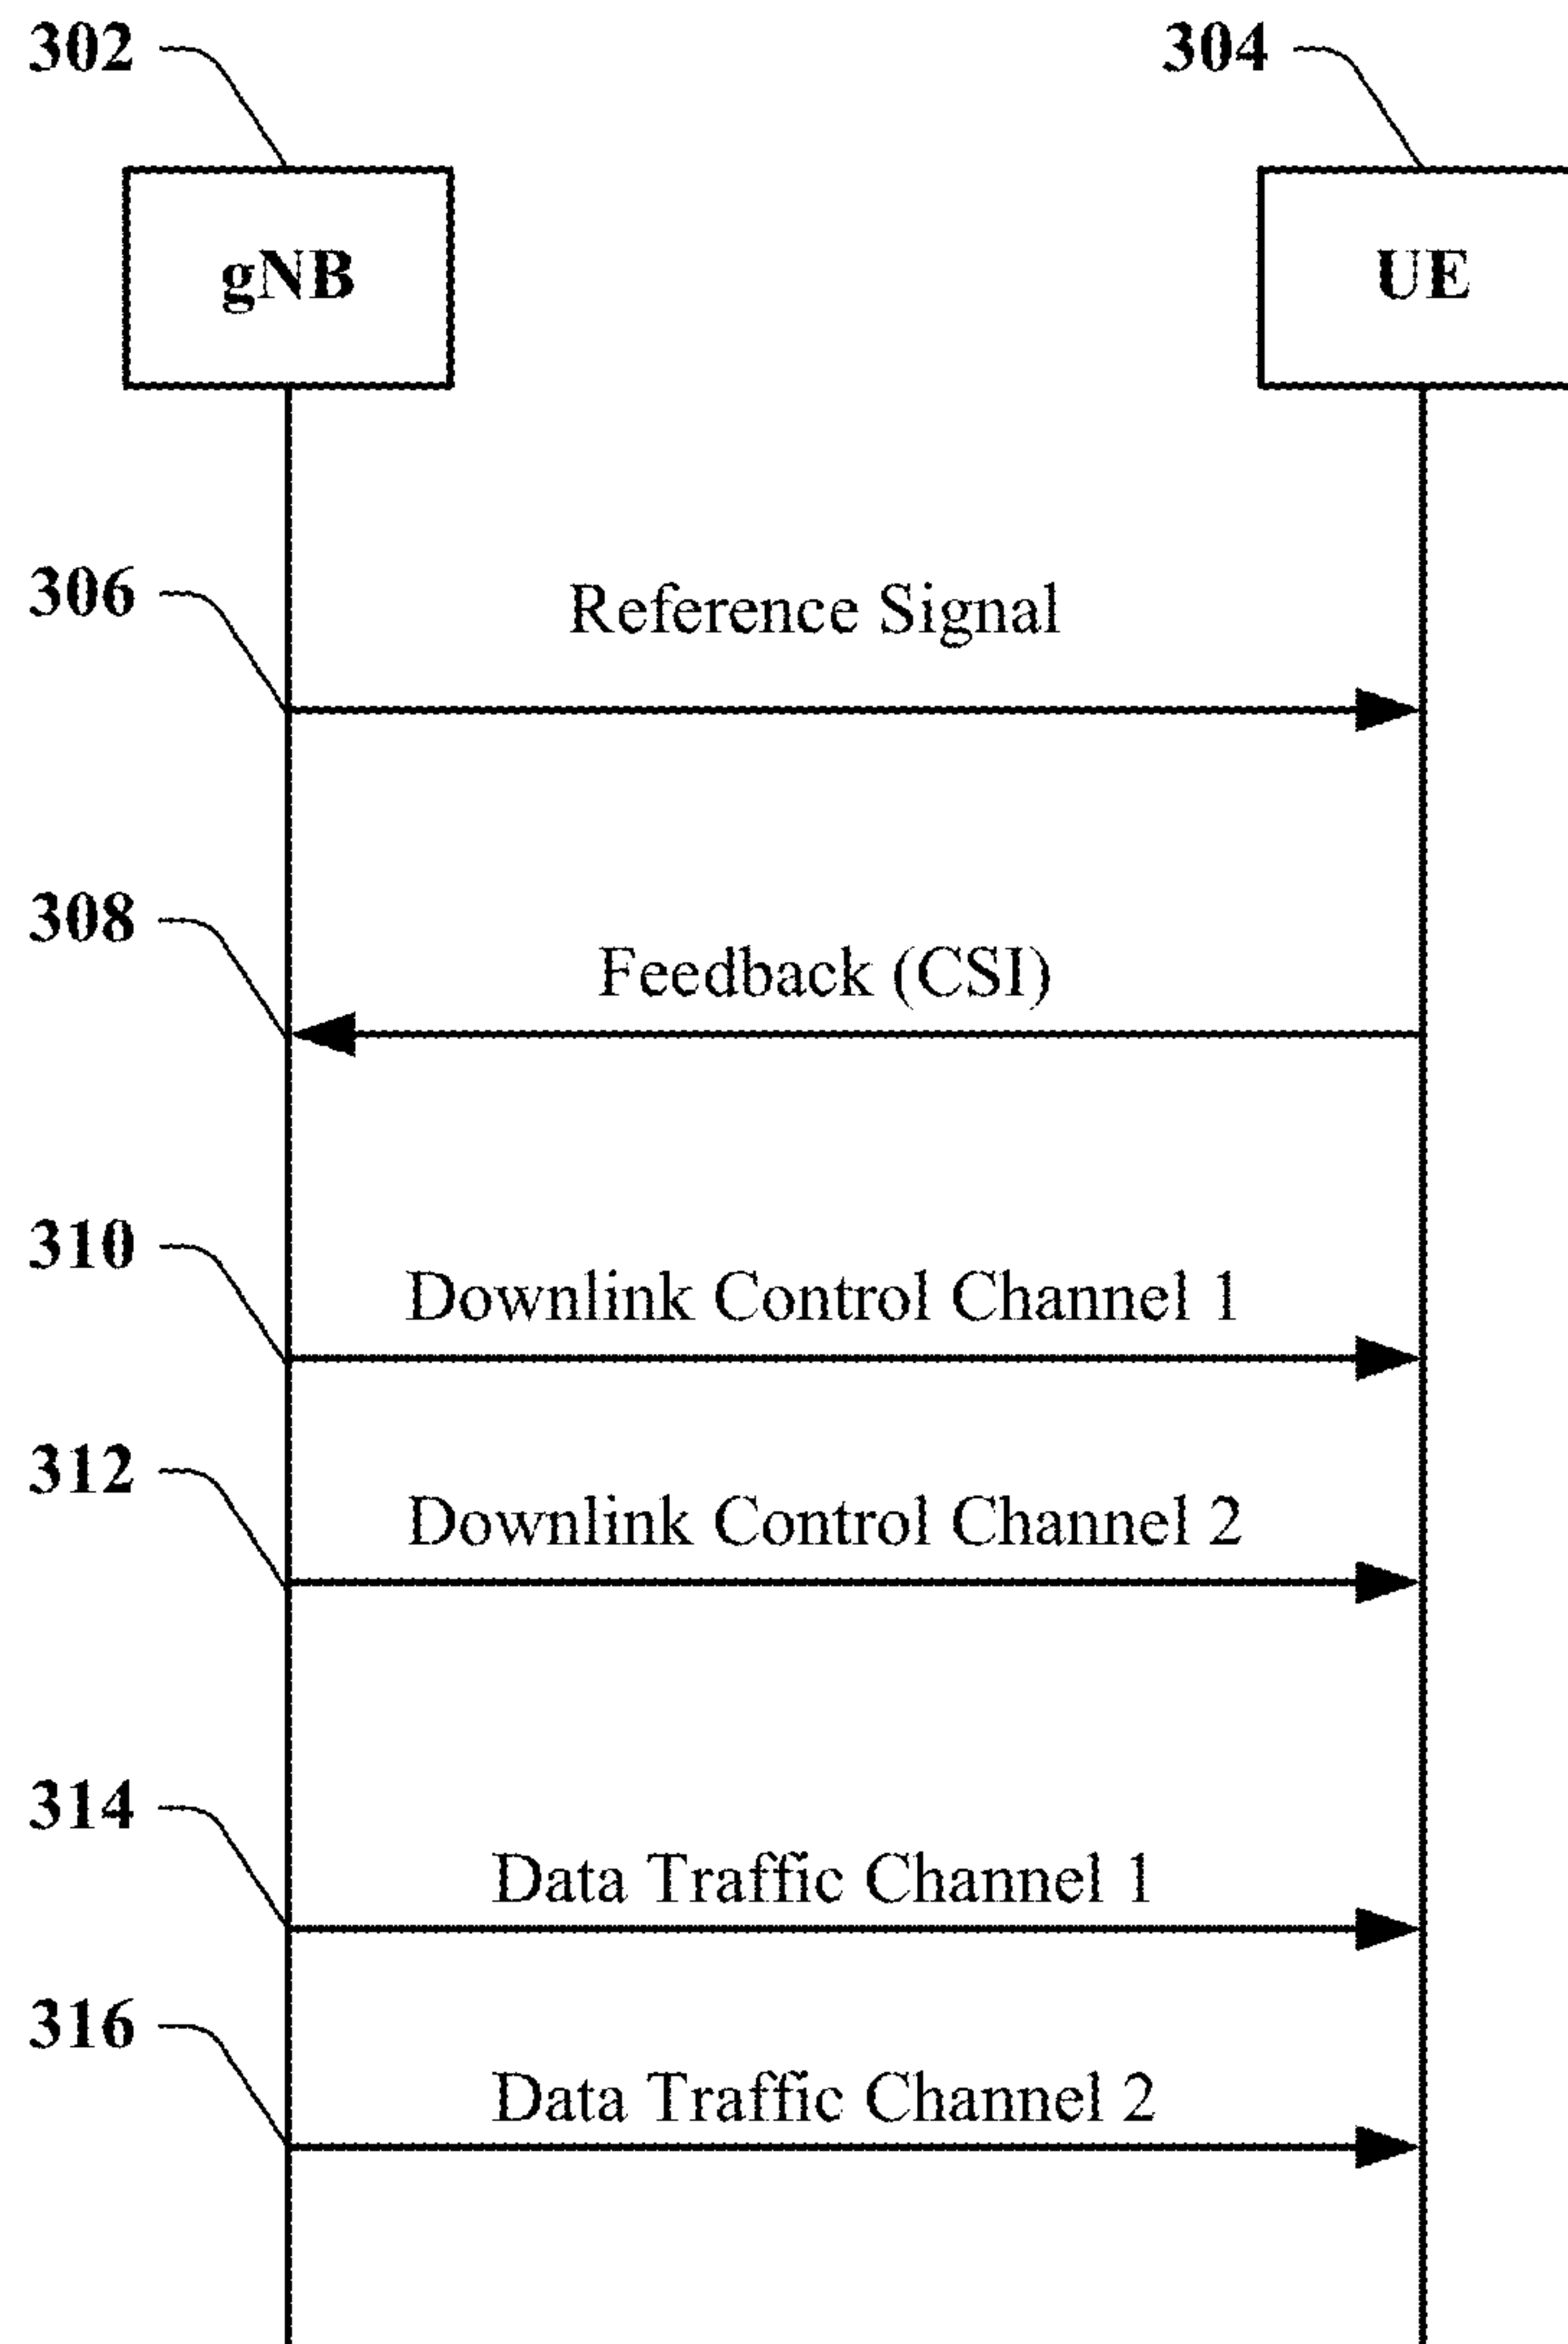 302
304
gNB
UE
306
Reference Signal
308
Feedback (CSI)
310
Downlink Control Channel 1
312
Downlink Control Channel 2
314
Data Traffic Channel 1
316
Data Traffic Channel 2